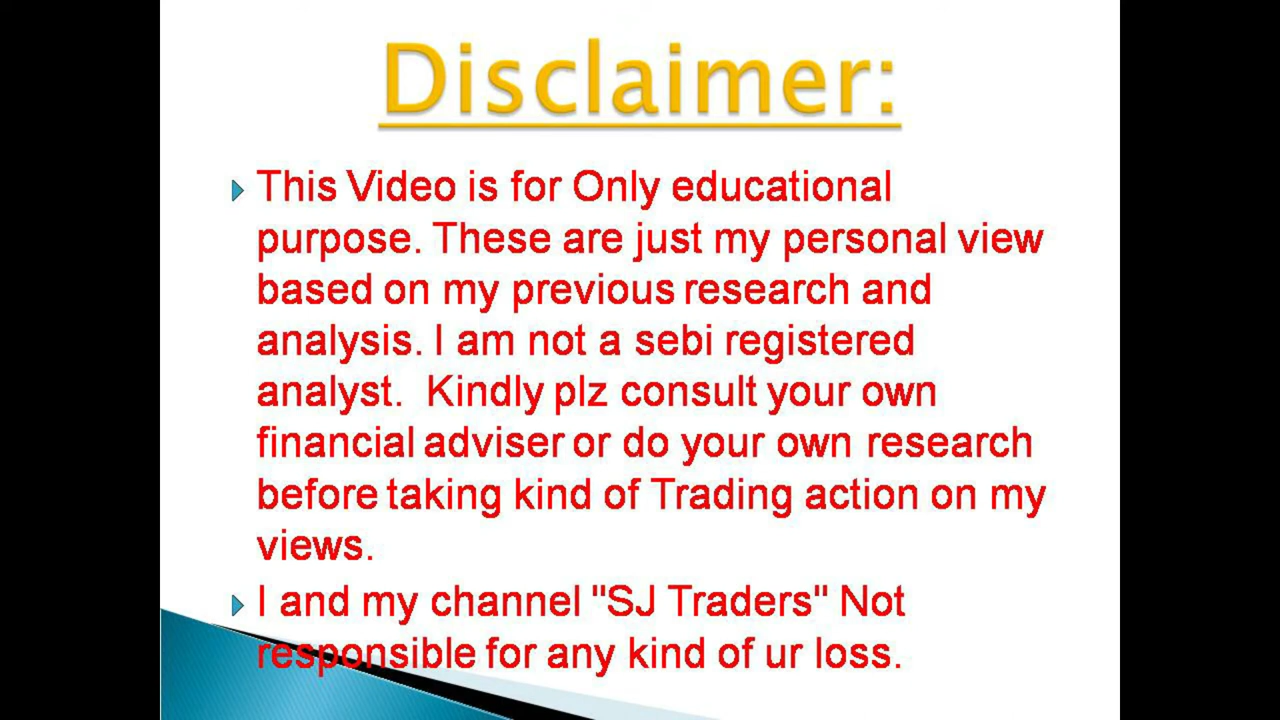 Disclaimer:
This Video is for Only educational
purpose. These are just my personal view
based on my previous research and
analysis. I am not a sebi registered
analyst.  Kindly plz consult your own
financial adviser or do your own research
before taking kind of Trading action on my
views.
I and my channel "SJ Traders" Not
responsible for any kind of ur loss.